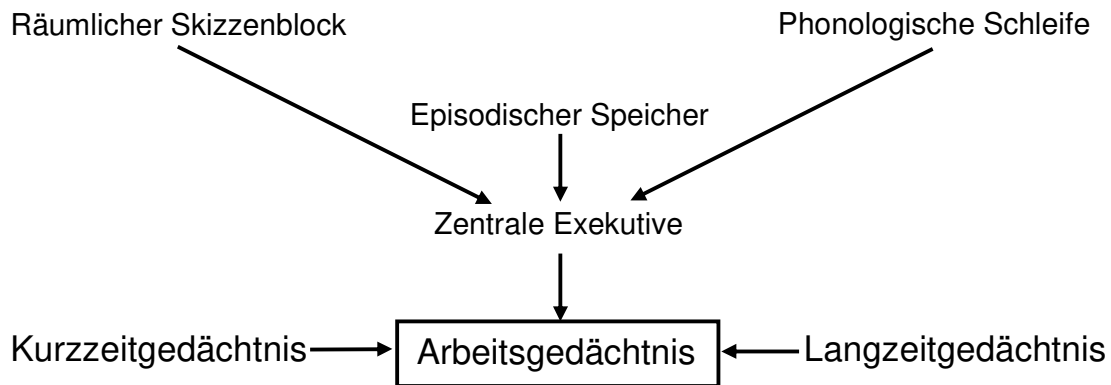 Räumlicher Skizzenblock
Phonologische Schleife
Episodischer Speicher
Zentrale Exekutive
Kurzzeitgedächtnis
Arbeitsgedächtnis
Langzeitgedächtnis